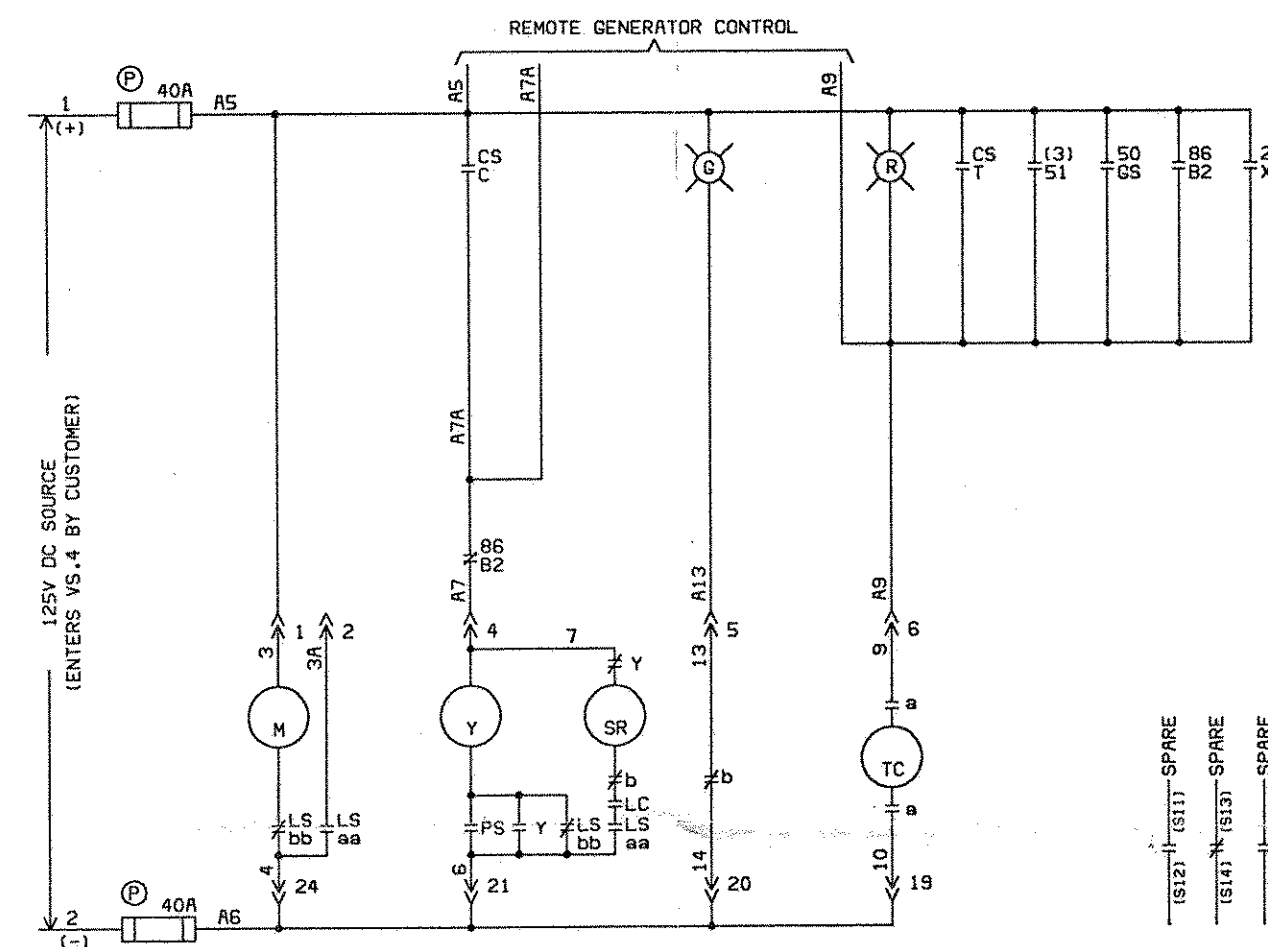 REMOTE GENERATOR CONTROL
P
40A
1
(+)
A5
A5
A7A
A9
CS
C
G
R
CS
T
(3)
51
50
GS
86
B2
2
X
A7A
125V DC SOURCE
(ENTERS VS.4 BY CUSTOMER)
86
B2
A7
A13
A9
1
2
4
5
6
3
3A
7
13
9
Y
M
Y
SR
a
TC
a
b
b
LC
LS
bb
LS
aa
PS
Y
LS
bb
LS
aa
4
24
6
21
14
20
10
19
SPARE
(S11)
(S12)
SPARE
(S13)
(S14)
SPARE
P
40A
2
(-)
A6